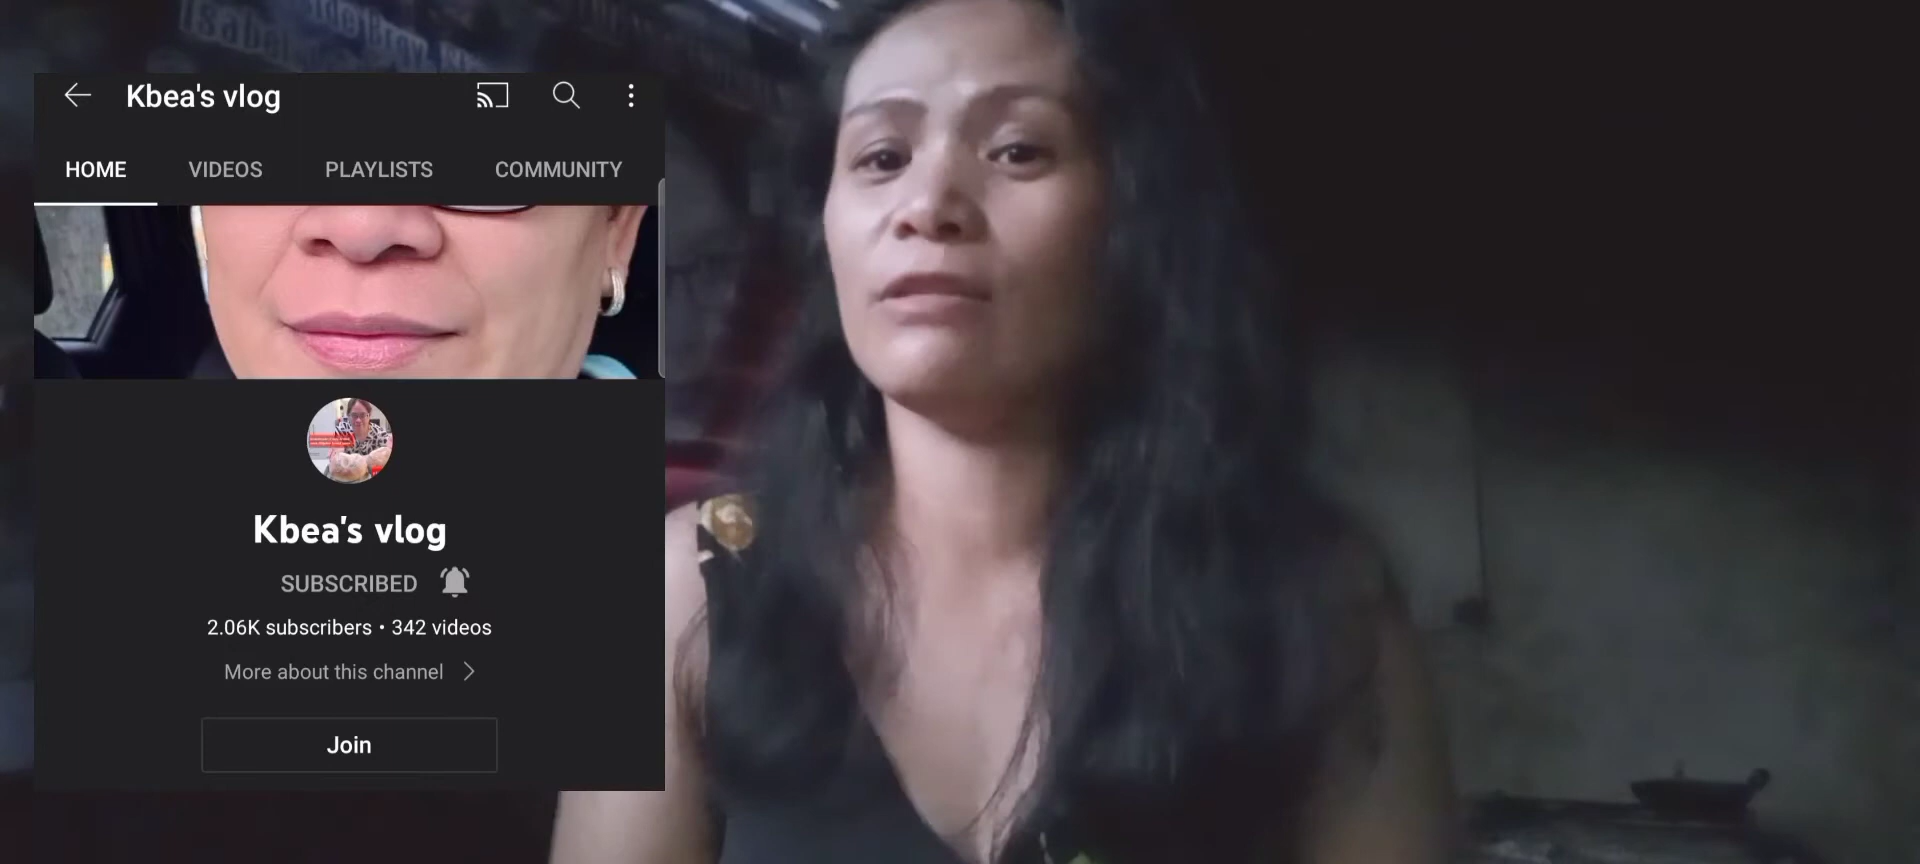 Kbea's vlog
HOME VIDEOS PLAYLISTS COMMUNITY
Kbea's vlog
SUBSCRIBED
2.06K subscribers • 342 videos
More about this channel
Join